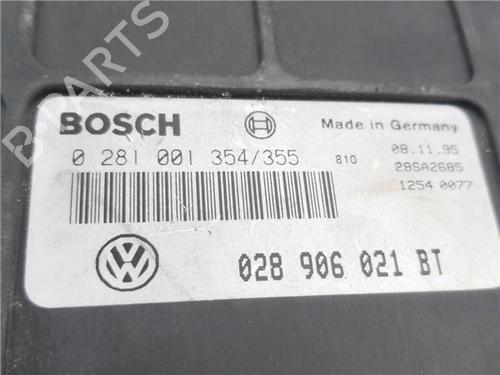 B-PARTS
BOSCH
Made in Germany
0 281 001 354/355
810
08.11.95
28SA2685
1254 0077
028 906 021 BT